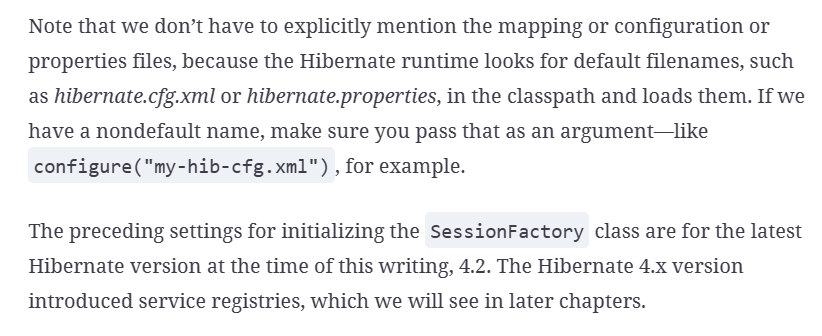 Note that we don’t have to explicitly mention the mapping or configuration or
properties files, because the Hibernate runtime looks for default filenames, such
as hibernate.cfg.xml or hibernate.properties, in the classpath and loads them. If we
have a nondefault name, make sure you pass that as an argument—like
configure("my-hib-cfg.xml"), for example.
The preceding settings for initializing the SessionFactory class are for the latest
Hibernate version at the time of this writing, 4.2. The Hibernate 4.x version
introduced service registries, which we will see in later chapters.